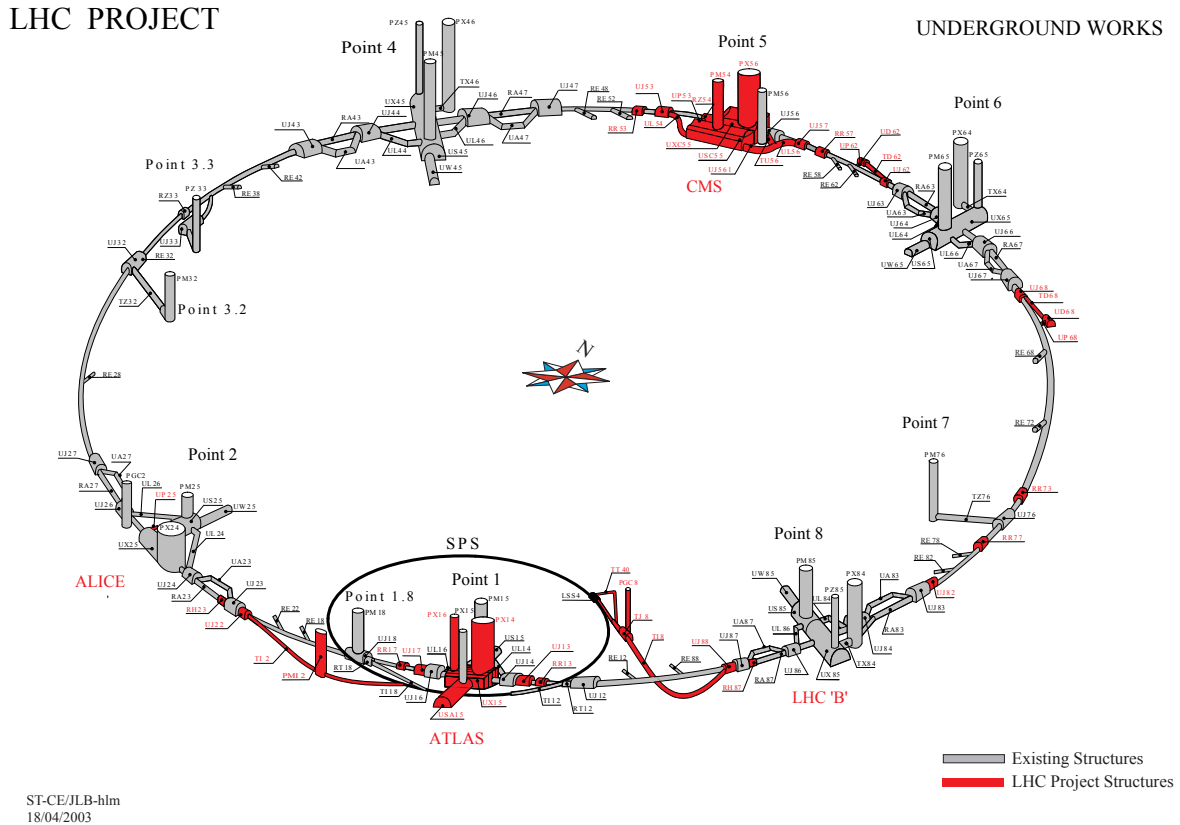 LHC PROJECT
UNDERGROUND WORKS
Point 4
PZ45
PX46
PM45
TX46
UX45
UJ46
RA47
UJ47
RE48
RE52
UJ44
RA43
UJ43
UA43
UL44
US45
UW45
UL46
UA47
Point 5
PM54
PX56
PM56
UJ53
UP53
RZ54
RR53
UL54
UXC55
USC55
UJ561
TU56
UL56
UJ56
UJ57
RR57
CMS
RE58
RE62
UP62
UD62
TD62
UJ62
UJ63
RA63
UA63
UJ64
UL64
Point 6
PX64
PM65
PZ65
TX64
UX65
UJ66
RA67
UW65
US65
UL66
UA67
UJ67
UJ68
TD68
UD68
UP68
RE68
RE72
Point 3.3
PZ33
RZ33
RE38
RE42
UJ33
UJ32
RE32
PM32
TZ32
Point 3.2
N
RE28
Point 2
UJ27
UA27
PGC2
UL26
PM25
UP25
US25
UW25
RA27
UJ26
PX24
UX25
UL24
UA23
ALICE
UJ24
RA23
UJ23
RH23
UJ22
RE22
RE18
TI2
PMI2
SPS
Point 1
Point 1.8
PM18
PX16
PX15
PM15
PX14
UJ18
RR17
UJ17
UL16
US15
UL14
UJ14
UJ13
RR13
RT18
TI18
UJ16
USA15
UX15
TI12
RT12
UJ12
ATLAS
LSS4
TT40
PGC8
TJ8
TI8
RE12
RE88
Point 7
PM76
TZ76
RR73
UJ76
RR77
RE78
RE82
Point 8
PM85
PX84
PZ85
UW85
US85
UL84
UA83
UJ82
UJ83
RA83
UL86
UJ84
TX84
UX85
UJ86
UA87
UJ87
UJ88
RH87
RA87
LHC 'B'
Existing Structures
LHC Project Structures
ST-CE/JLB-hlm
18/04/2003